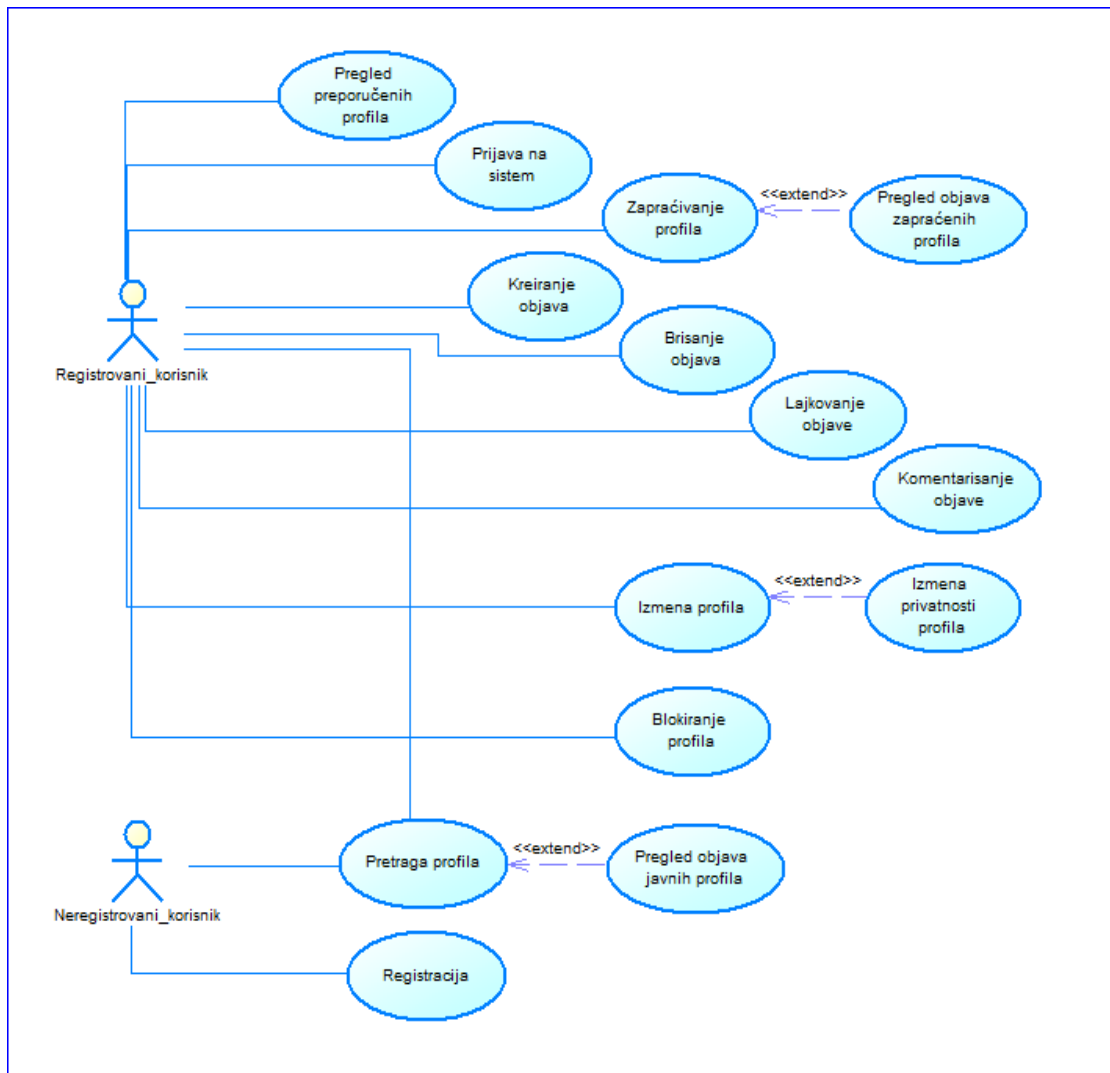 Pregled
preporučenih
profila
Prijava na
sistem
Zapraćivanje
profila
<<extend>>
Pregled objava
zapraćenih
profila
Kreiranje
objava
Brisanje
objava
Registrovani_korisnik
Lajkovanje
objave
Komentarisanje
objave
Izmena profila
<<extend>>
Izmena
privatnosti
profila
Blokiranje
profila
Neregistrovani_korisnik
Pretraga profila
<<extend>>
Pregled objava
javnih profila
Registracija